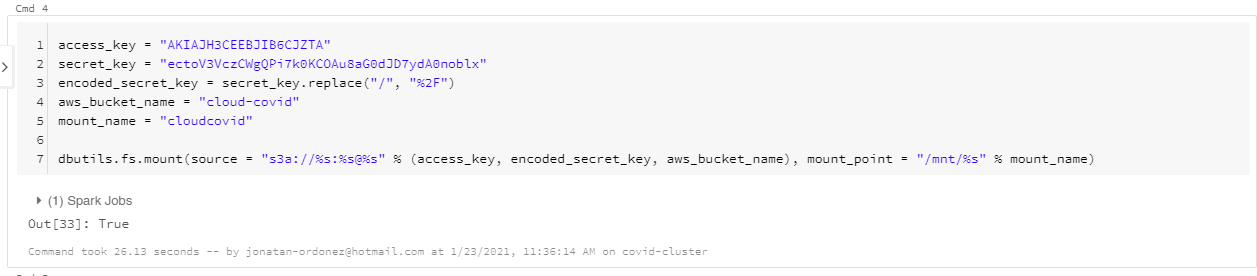 Cmd 4
1 access_key = "AKIAJH3CEEBJIB6CJZTA"
2 secret_key = "ectoV3VczCWgQPi7k0KCOAu8aG0dJD7ydA0noblx"
3 encoded_secret_key = secret_key.replace("/", "%2F")
4 aws_bucket_name = "cloud-covid"
5 mount_name = "cloudcovid"
6
7 dbutils.fs.mount(source = "s3a://%s:%s@%s" % (access_key, encoded_secret_key, aws_bucket_name), mount_point = "/mnt/%s" % mount_name)
(1) Spark Jobs
Out[33]: True
Command took 26.13 seconds -- by jonatan-ordonez@hotmail.com at 1/23/2021, 11:36:14 AM on covid-cluster